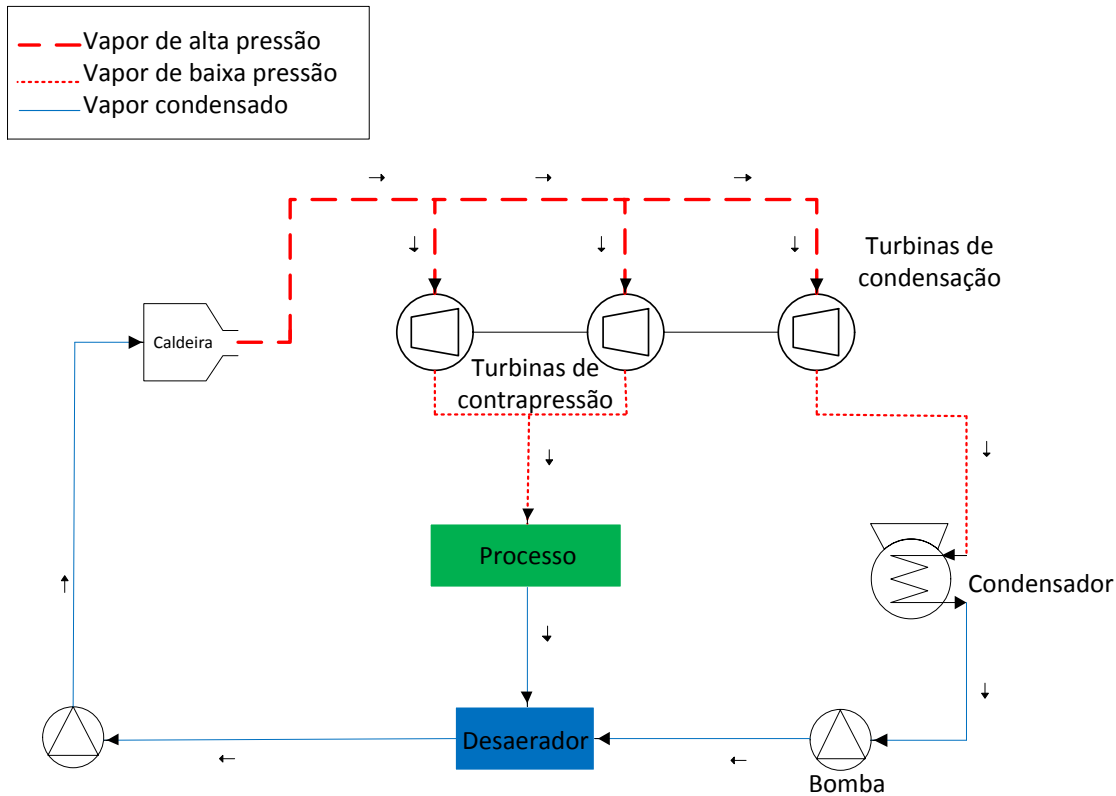 Vapor de alta pressão
Vapor de baixa pressão
Vapor condensado
Turbinas de
condensação
Caldeira
Turbinas de
contrapressão
Processo
Condensador
Desaerador
Bomba